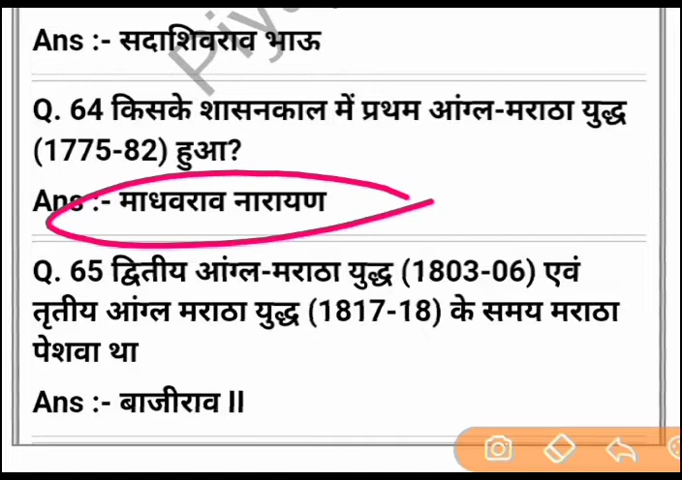 Ans :- सदाशिवराव भाऊ
Q. 64 किसके शासनकाल में प्रथम आंग्ल-मराठा युद्ध
(1775-82) हुआ?
Ans :- माधवराव नारायण
Q. 65 द्वितीय आंग्ल-मराठा युद्ध (1803-06) एवं
तृतीय आंग्ल मराठा युद्ध (1817-18) के समय मराठा
पेशवा था
Ans :- बाजीराव II